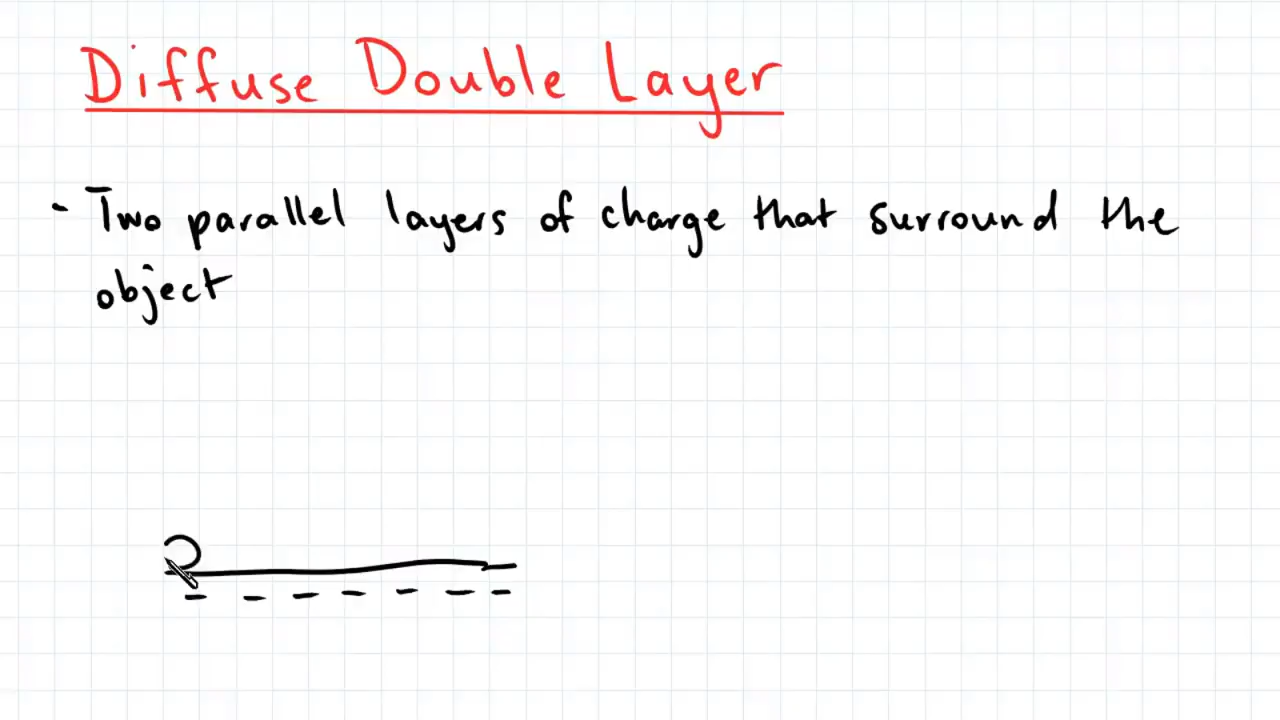 Diffuse Double Layer
- Two parallel layers of charge that surround the
object